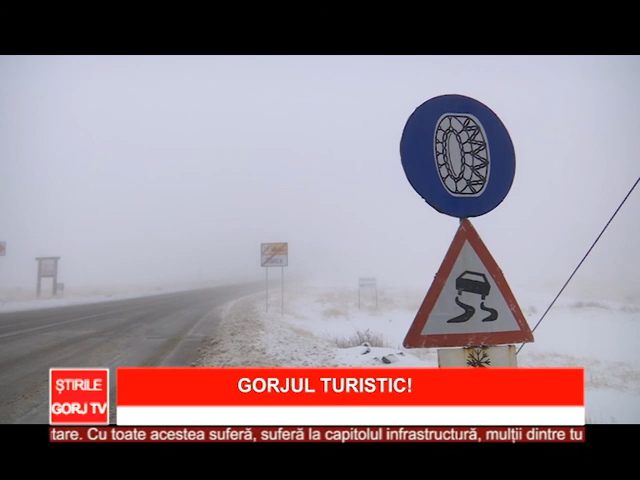 GORJUL TURISTIC!
ȘTIRILE
GORJ TV
tare. Cu toate acestea suferă, suferă la capitolul infrastructură, mulții dintre tu